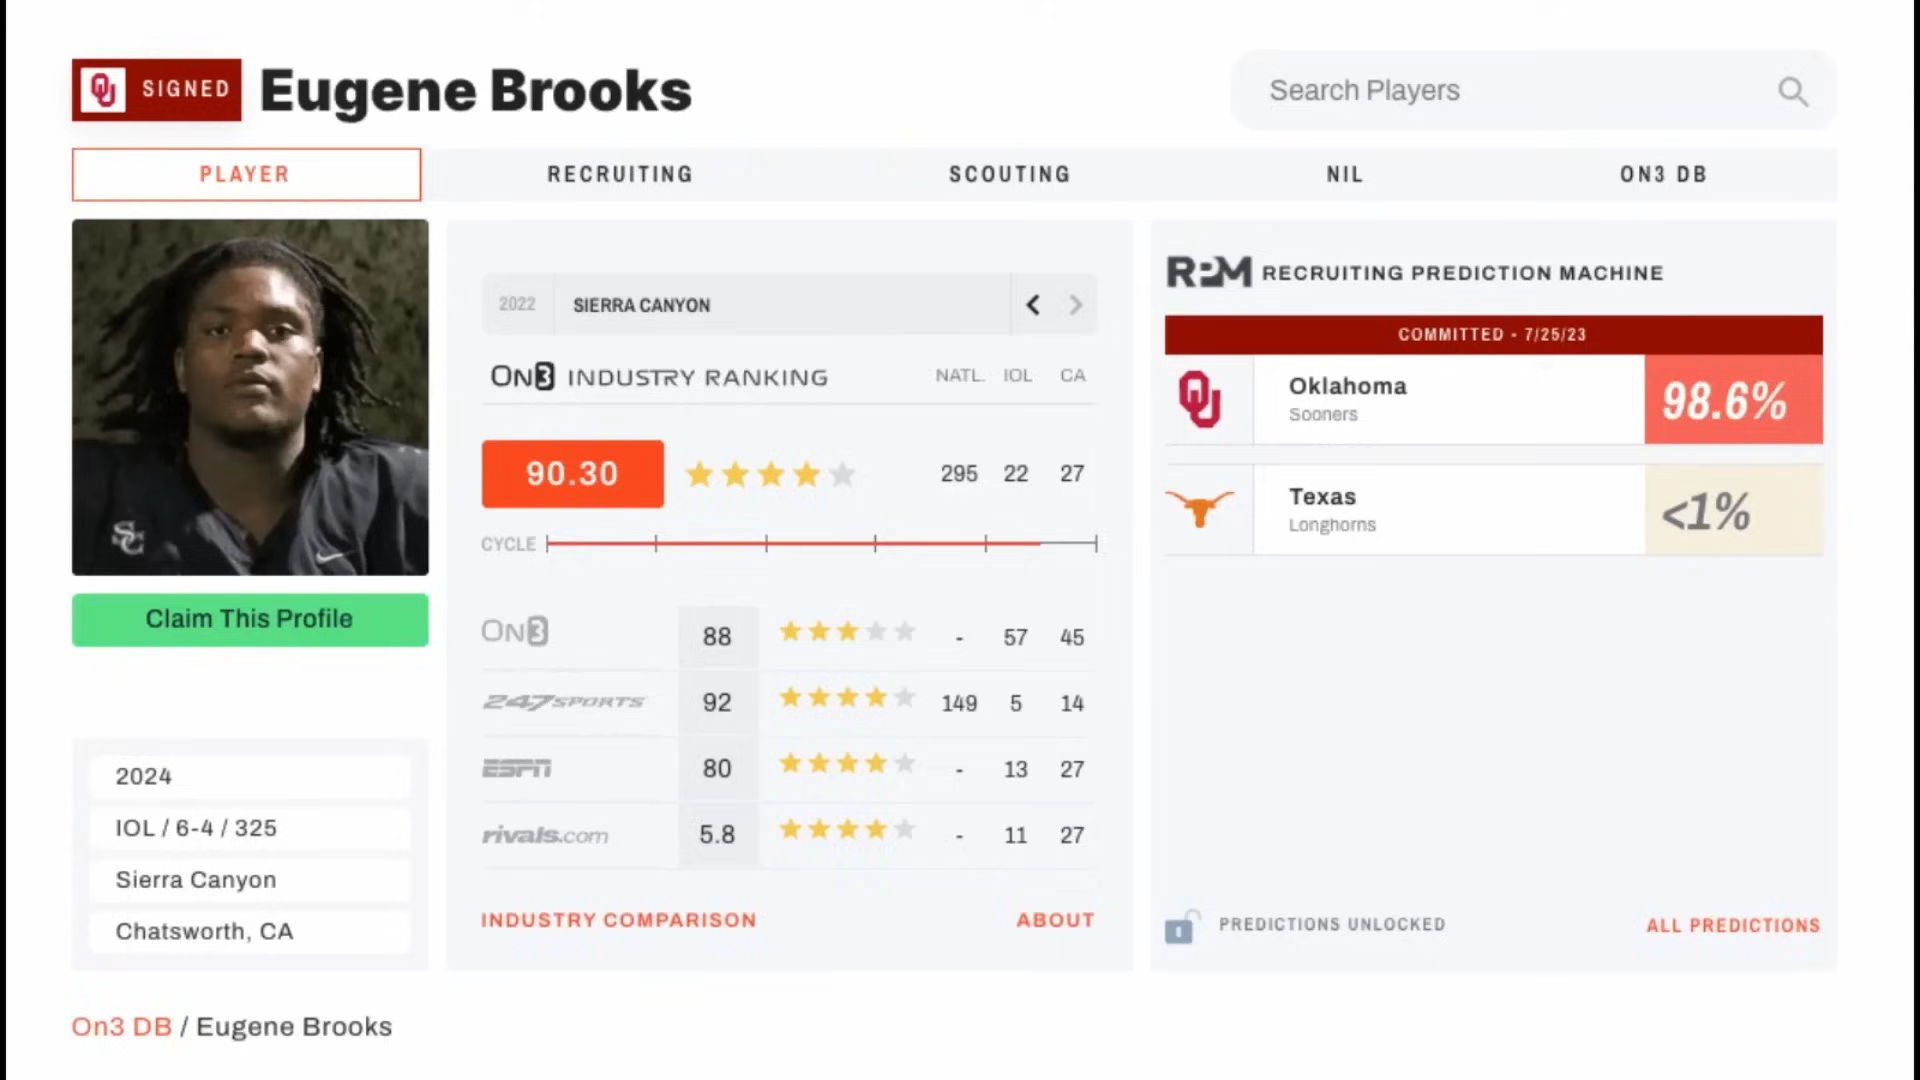 OU SIGNED Eugene Brooks
Search Players
PLAYER RECRUITING SCOUTING NIL ON3 DB
SC
Claim This Profile
2024
IOL / 6-4 / 325
Sierra Canyon
Chatsworth, CA
2022 SIERRA CANYON
ON3 INDUSTRY RANKING NATL. IOL CA
90.30 295 22 27
CYCLE
ON3 88 - 57 45
247SPORTS 92 149 5 14
ESPN 80 - 13 27
rivals.com 5.8 - 11 27
INDUSTRY COMPARISON ABOUT
RPM RECRUITING PREDICTION MACHINE
COMMITTED - 7/25/23
OU Oklahoma 98.6%
Sooners
Texas <1%
Longhorns
PREDICTIONS UNLOCKED ALL PREDICTIONS
On3 DB / Eugene Brooks